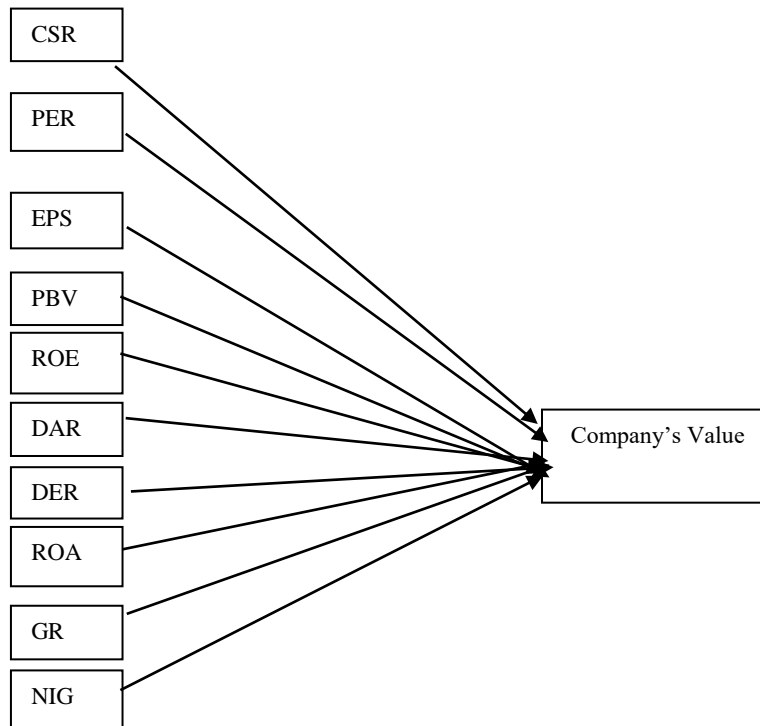 CSR
PER
EPS
PBV
ROE
DAR
Company’s Value
DER
ROA
GR
NIG